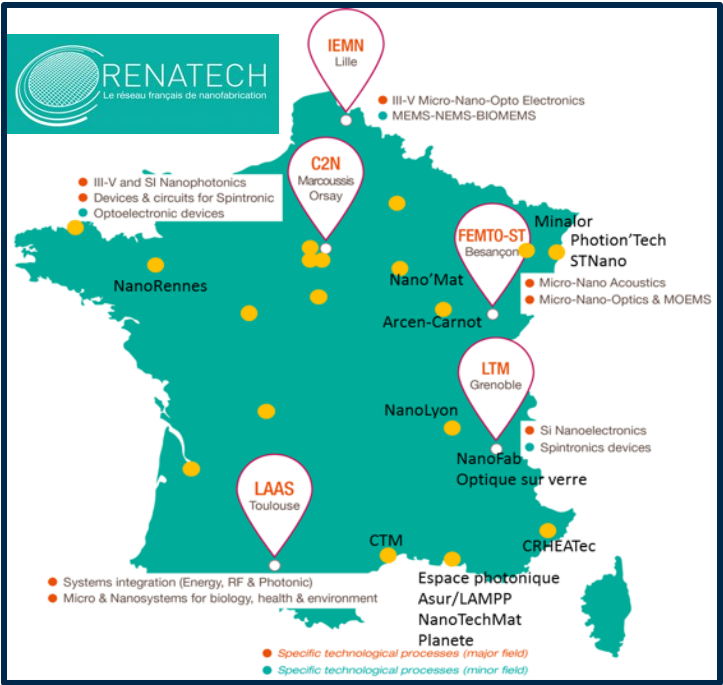 RENATECH
Le réseau français de nanofabrication
IEMN
Lille
III-V Micro-Nano-Opto Electronics
MEMS-NEMS-BIOMEMS
C2N
Marcoussis
Orsay
III-V and SI Nanophotonics
Devices & circuits for Spintronic
Optoelectronic devices
FEMTO-ST
Besançon
Minalor
Photion'Tech
STNano
NanoRennes
Nano'Mat
Micro-Nano Acoustics
Micro-Nano-Optics & MOEMS
Arcen-Carnot
LTM
Grenoble
NanoLyon
Si Nanoelectronics
Spintronics devices
NanoFab
Optique sur verre
LAAS
Toulouse
CTM
CRHEATec
Systems integration (Energy, RF & Photonic)
Micro & Nanosystems for biology, health & environment
Espace photonique
Asur/LAMPP
NanoTechMat
Planete
Specific technological processes (major field)
Specific technological processes (minor field)